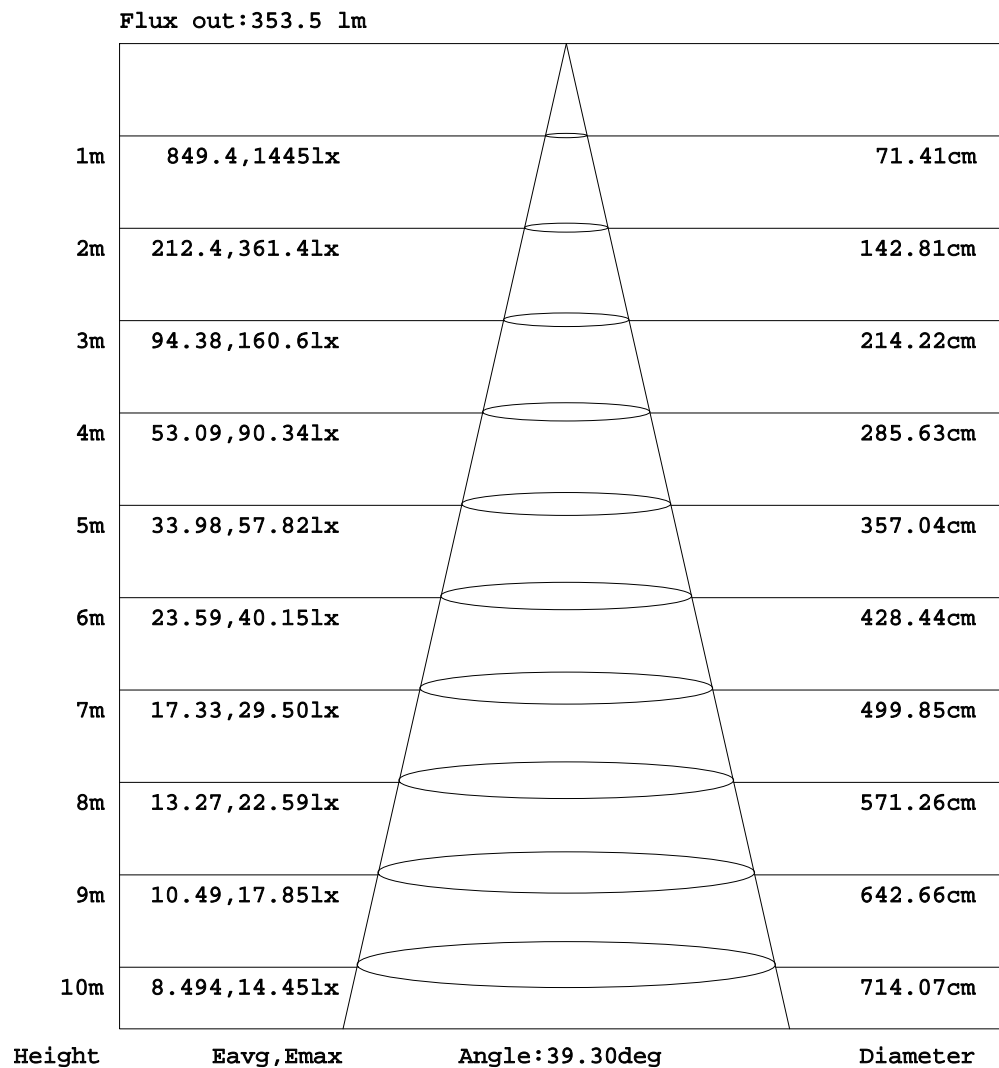 Flux out:353.5 lm
1m 849.4,1445lx 71.41cm
2m 212.4,361.4lx 142.81cm
3m 94.38,160.6lx 214.22cm
4m 53.09,90.34lx 285.63cm
5m 33.98,57.82lx 357.04cm
6m 23.59,40.15lx 428.44cm
7m 17.33,29.50lx 499.85cm
8m 13.27,22.59lx 571.26cm
9m 10.49,17.85lx 642.66cm
10m 8.494,14.45lx 714.07cm
Height Eavg,Emax Angle:39.30deg Diameter